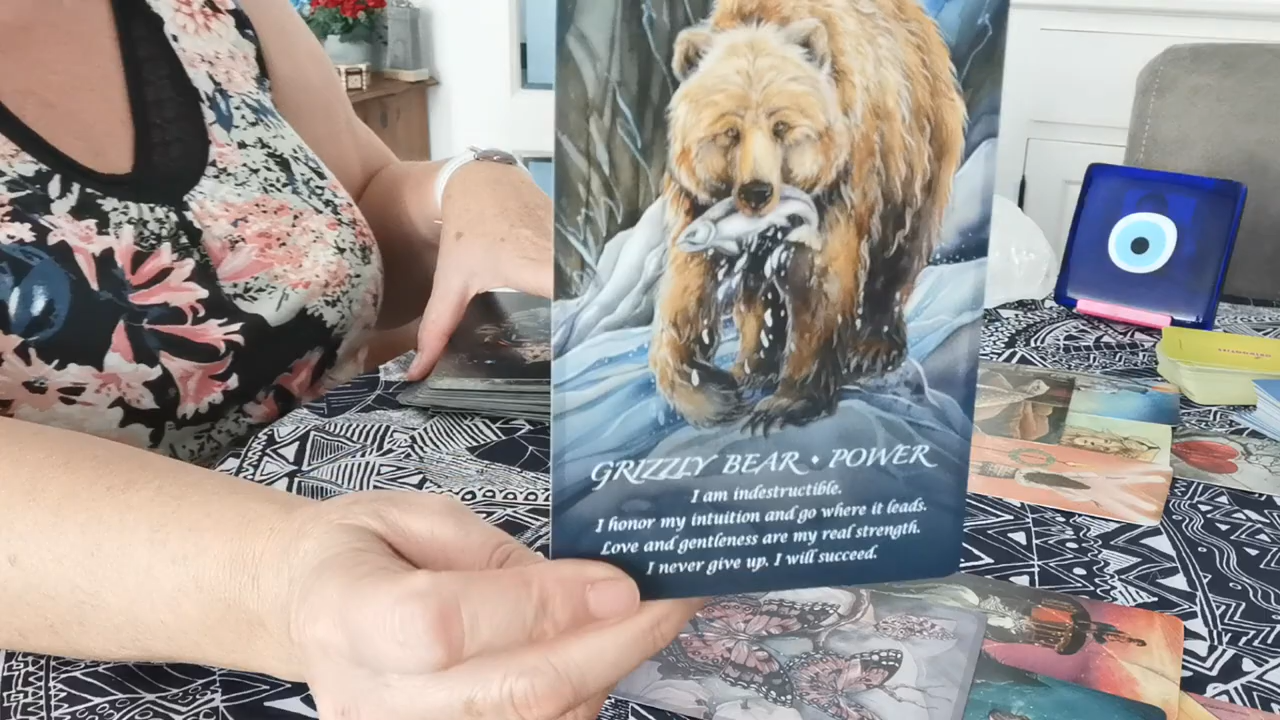 GRIZZLY BEAR • POWER
I am indestructible.
I honor my intuition and go where it leads.
Love and gentleness are my real strength.
I never give up. I will succeed.